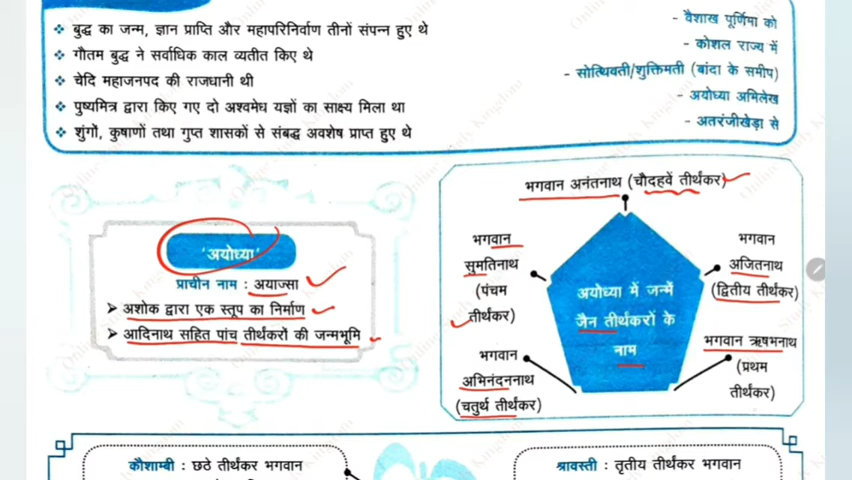 ❖ बुद्ध का जन्म, ज्ञान प्राप्ति और महापरिनिर्वाण तीनों संपन्न हुए थे - वैशाख पूर्णिमा को
❖ गौतम बुद्ध ने सर्वाधिक काल व्यतीत किए थे - कोशल राज्य में
❖ चेदि महाजनपद की राजधानी थी - सोत्थिवती/शुक्तिमती (बांदा के समीप)
❖ पुष्यमित्र द्वारा किए गए दो अश्वमेध यज्ञों का साक्ष्य मिला था - अयोध्या अभिलेख
❖ शुंगों, कुषाणों तथा गुप्त शासकों से संबद्ध अवशेष प्राप्त हुए थे - अतरंजीखेड़ा से
'अयोध्या'
प्राचीन नाम : अयाज्सा
➤ अशोक द्वारा एक स्तूप का निर्माण
➤ आदिनाथ सहित पांच तीर्थंकरों की जन्मभूमि
भगवान अनंतनाथ (चौदहवें तीर्थंकर)
भगवान
सुमतिनाथ
(पंचम
तीर्थंकर)
भगवान
अजितनाथ
(द्वितीय तीर्थंकर)
अयोध्या में जन्में
जैन तीर्थंकरों के
नाम
भगवान
अभिनंदननाथ
(चतुर्थ तीर्थंकर)
भगवान ऋषभनाथ
(प्रथम
तीर्थंकर)
कौशाम्बी : छठे तीर्थंकर भगवान
श्रावस्ती : तृतीय तीर्थंकर भगवान